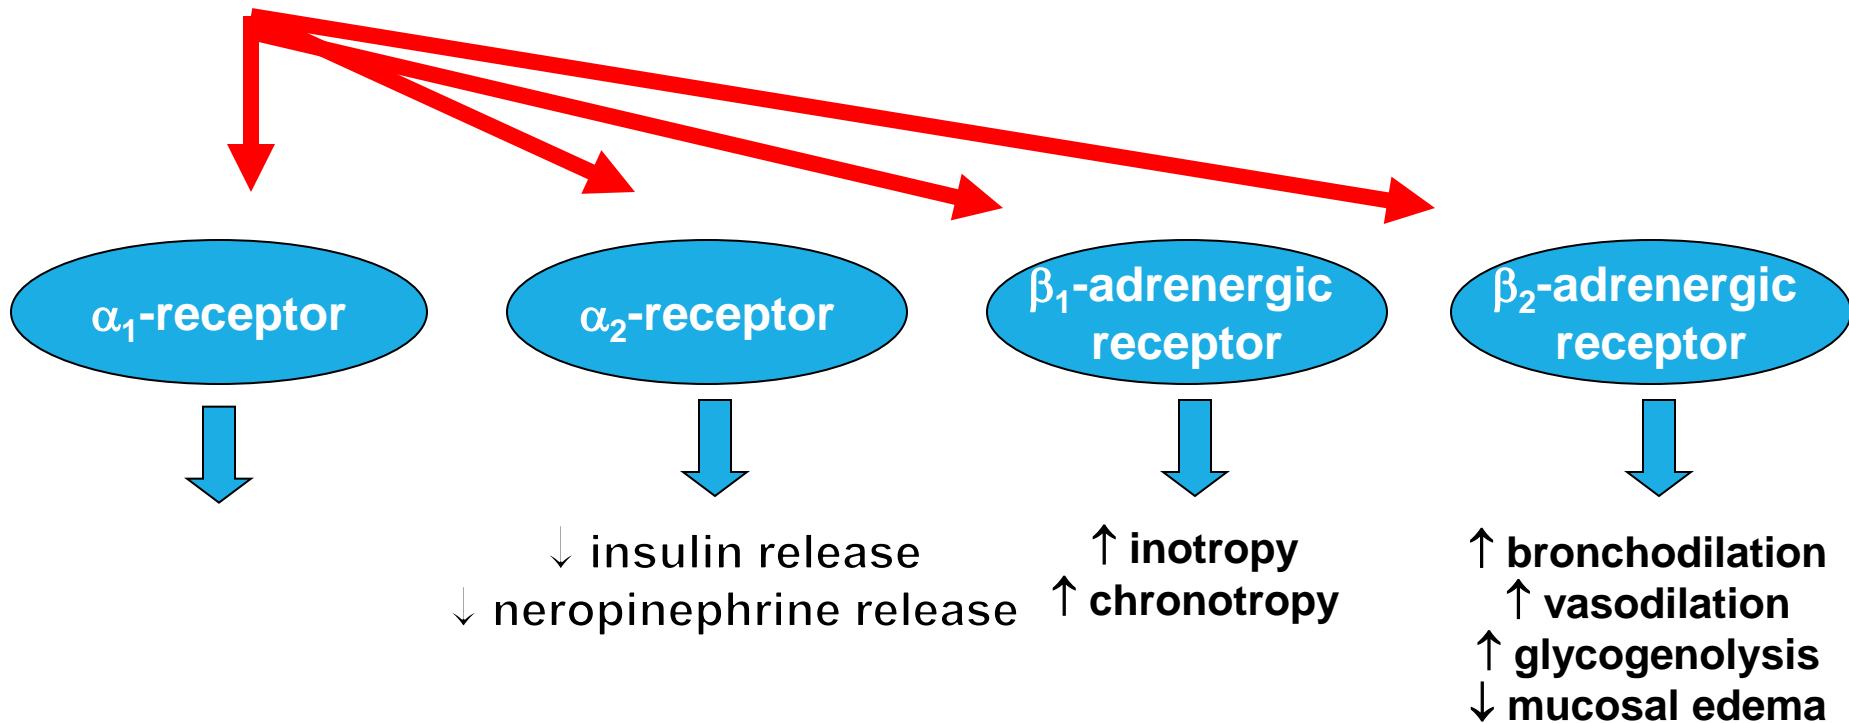 α1-receptor
α2-receptor
β1-adrenergic
receptor
β2-adrenergic
receptor
↓ insulin release
↓ neropinephrine release
↑ inotropy
↑ chronotropy
↑ bronchodilation
↑ vasodilation
↑ glycogenolysis
↓ mucosal edema